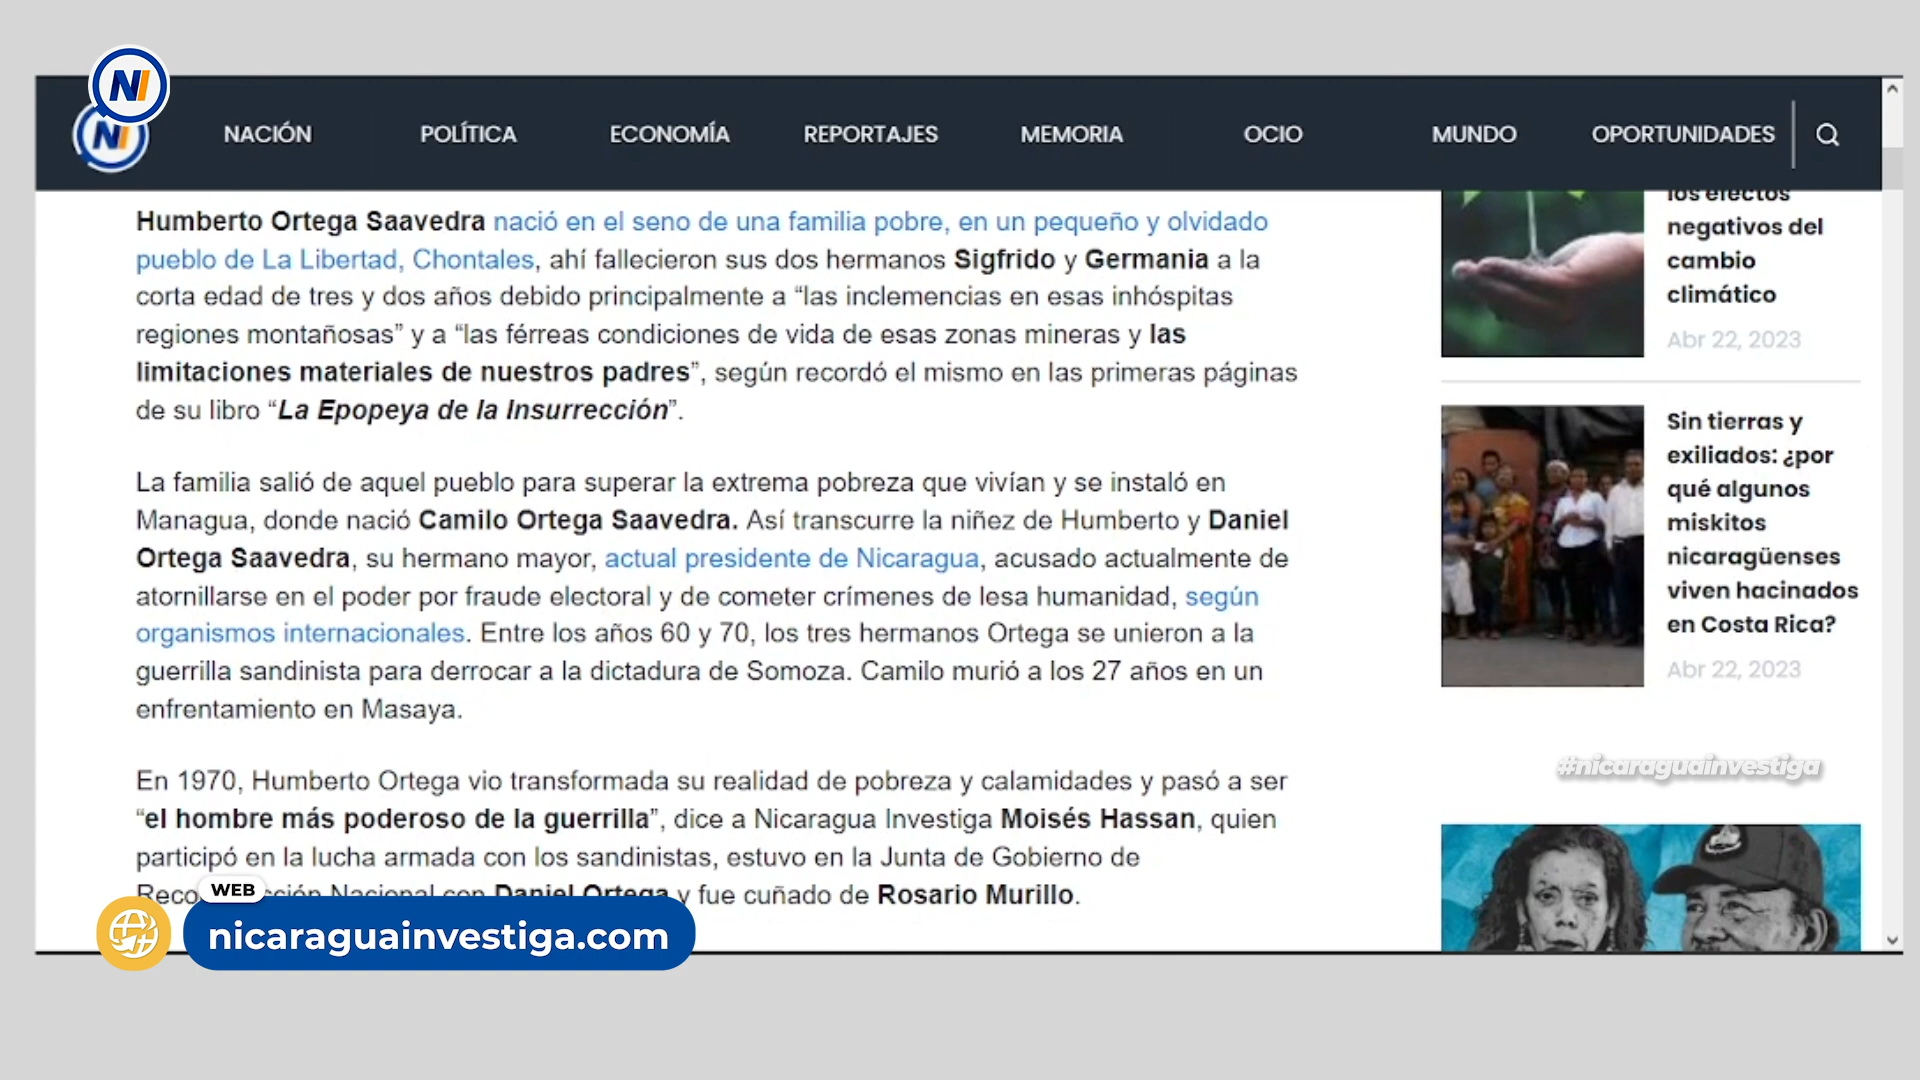 NI
NI
NACIÓN POLÍTICA ECONOMÍA REPORTAJES MEMORIA OCIO MUNDO OPORTUNIDADES
Humberto Ortega Saavedra nació en el seno de una familia pobre, en un pequeño y olvidado
pueblo de La Libertad, Chontales, ahí fallecieron sus dos hermanos Sigfrido y Germania a la
corta edad de tres y dos años debido principalmente a “las inclemencias en esas inhóspitas
regiones montañosas” y a “las férreas condiciones de vida de esas zonas mineras y las
limitaciones materiales de nuestros padres”, según recordó el mismo en las primeras páginas
de su libro “La Epopeya de la Insurrección”.
La familia salió de aquel pueblo para superar la extrema pobreza que vivían y se instaló en
Managua, donde nació Camilo Ortega Saavedra. Así transcurre la niñez de Humberto y Daniel
Ortega Saavedra, su hermano mayor, actual presidente de Nicaragua, acusado actualmente de
atornillarse en el poder por fraude electoral y de cometer crímenes de lesa humanidad, según
organismos internacionales. Entre los años 60 y 70, los tres hermanos Ortega se unieron a la
guerrilla sandinista para derrocar a la dictadura de Somoza. Camilo murió a los 27 años en un
enfrentamiento en Masaya.
En 1970, Humberto Ortega vio transformada su realidad de pobreza y calamidades y pasó a ser
“el hombre más poderoso de la guerrilla”, dice a Nicaragua Investiga Moisés Hassan, quien
participó en la lucha armada con los sandinistas, estuvo en la Junta de Gobierno de
Nacional con Daniel Ortega y fue cuñado de Rosario Murillo.
los efectos
negativos del
cambio
climático
Abr 22, 2023
Sin tierras y
exiliados: ¿por
qué algunos
miskitos
nicaragüenses
viven hacinados
en Costa Rica?
Abr 22, 2023
#nicaraguainvestiga
WEB
nicaraguainvestiga.com